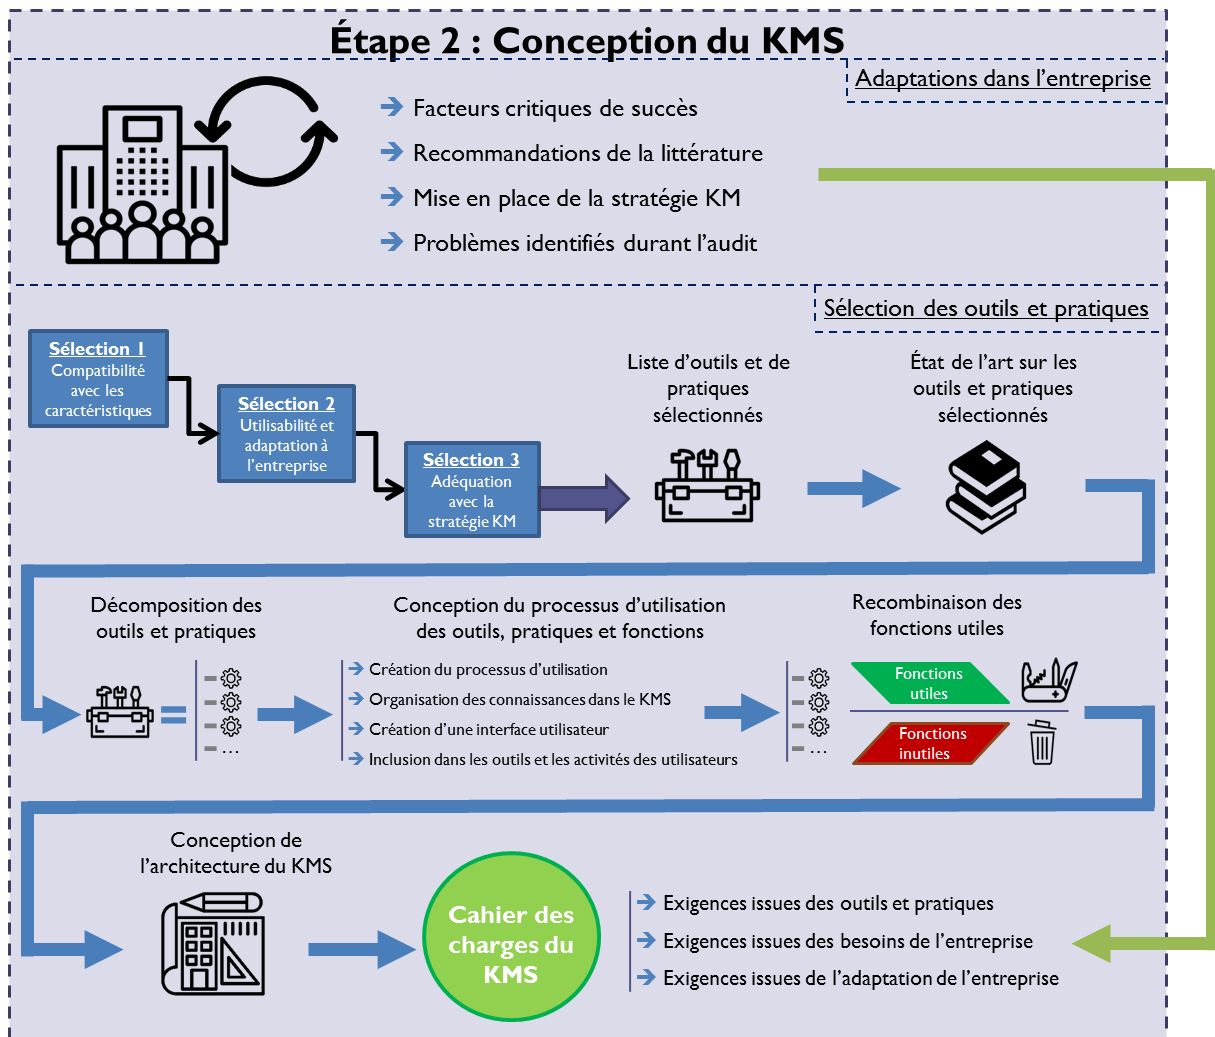 Étape 2 : Conception du KMS
Adaptations dans l’entreprise
Facteurs critiques de succès
Recommandations de la littérature
Mise en place de la stratégie KM
Problèmes identifiés durant l’audit
Sélection des outils et pratiques
Sélection 1
Compatibilité
avec les
caractéristiques
Sélection 2
Utilisabilité et
adaptation à
l’entreprise
Sélection 3
Adéquation
avec la
stratégie KM
Liste d’outils et de
pratiques
sélectionnés
État de l’art sur les
outils et pratiques
sélectionnés
Décomposition des
outils et pratiques
...
Conception du processus d’utilisation
des outils, pratiques et fonctions
Création du processus d’utilisation
Organisation des connaissances dans le KMS
Création d’une interface utilisateur
Inclusion dans les outils et les activités des utilisateurs
Recombinaison des
fonctions utiles
...
Fonctions
utiles
Fonctions
inutiles
Conception de
l’architecture du KMS
Cahier des
charges du
KMS
Exigences issues des outils et pratiques
Exigences issues des besoins de l’entreprise
Exigences issues de l’adaptation de l’entreprise